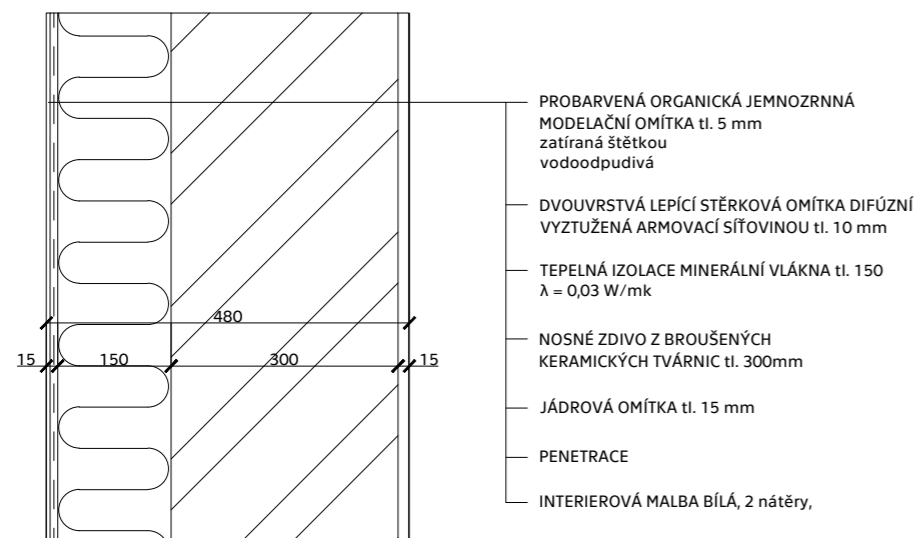 PROBARVENÁ ORGANICKÁ JEMNOZRNNÁ
MODELAČNÍ OMÍTKA tl. 5 mm
zatíraná štětkou
vodoodpudivá
DVOUVRSTVÁ LEPÍCÍ STĚRKOVÁ OMÍTKA DIFÚZNÍ
VYZTUŽENÁ ARMOVACÍ SÍŤOVINOU tl. 10 mm
TEPELNÁ IZOLACE MINERÁLNÍ VLÁKNA tl. 150
λ = 0,03 W/mk
480
15 150 300 15
NOSNÉ ZDIVO Z BROUŠENÝCH
KERAMICKÝCH TVÁRNIC tl. 300mm
JÁDROVÁ OMÍTKA tl. 15 mm
PENETRACE
INTERIEROVÁ MALBA BÍLÁ, 2 nátěry,